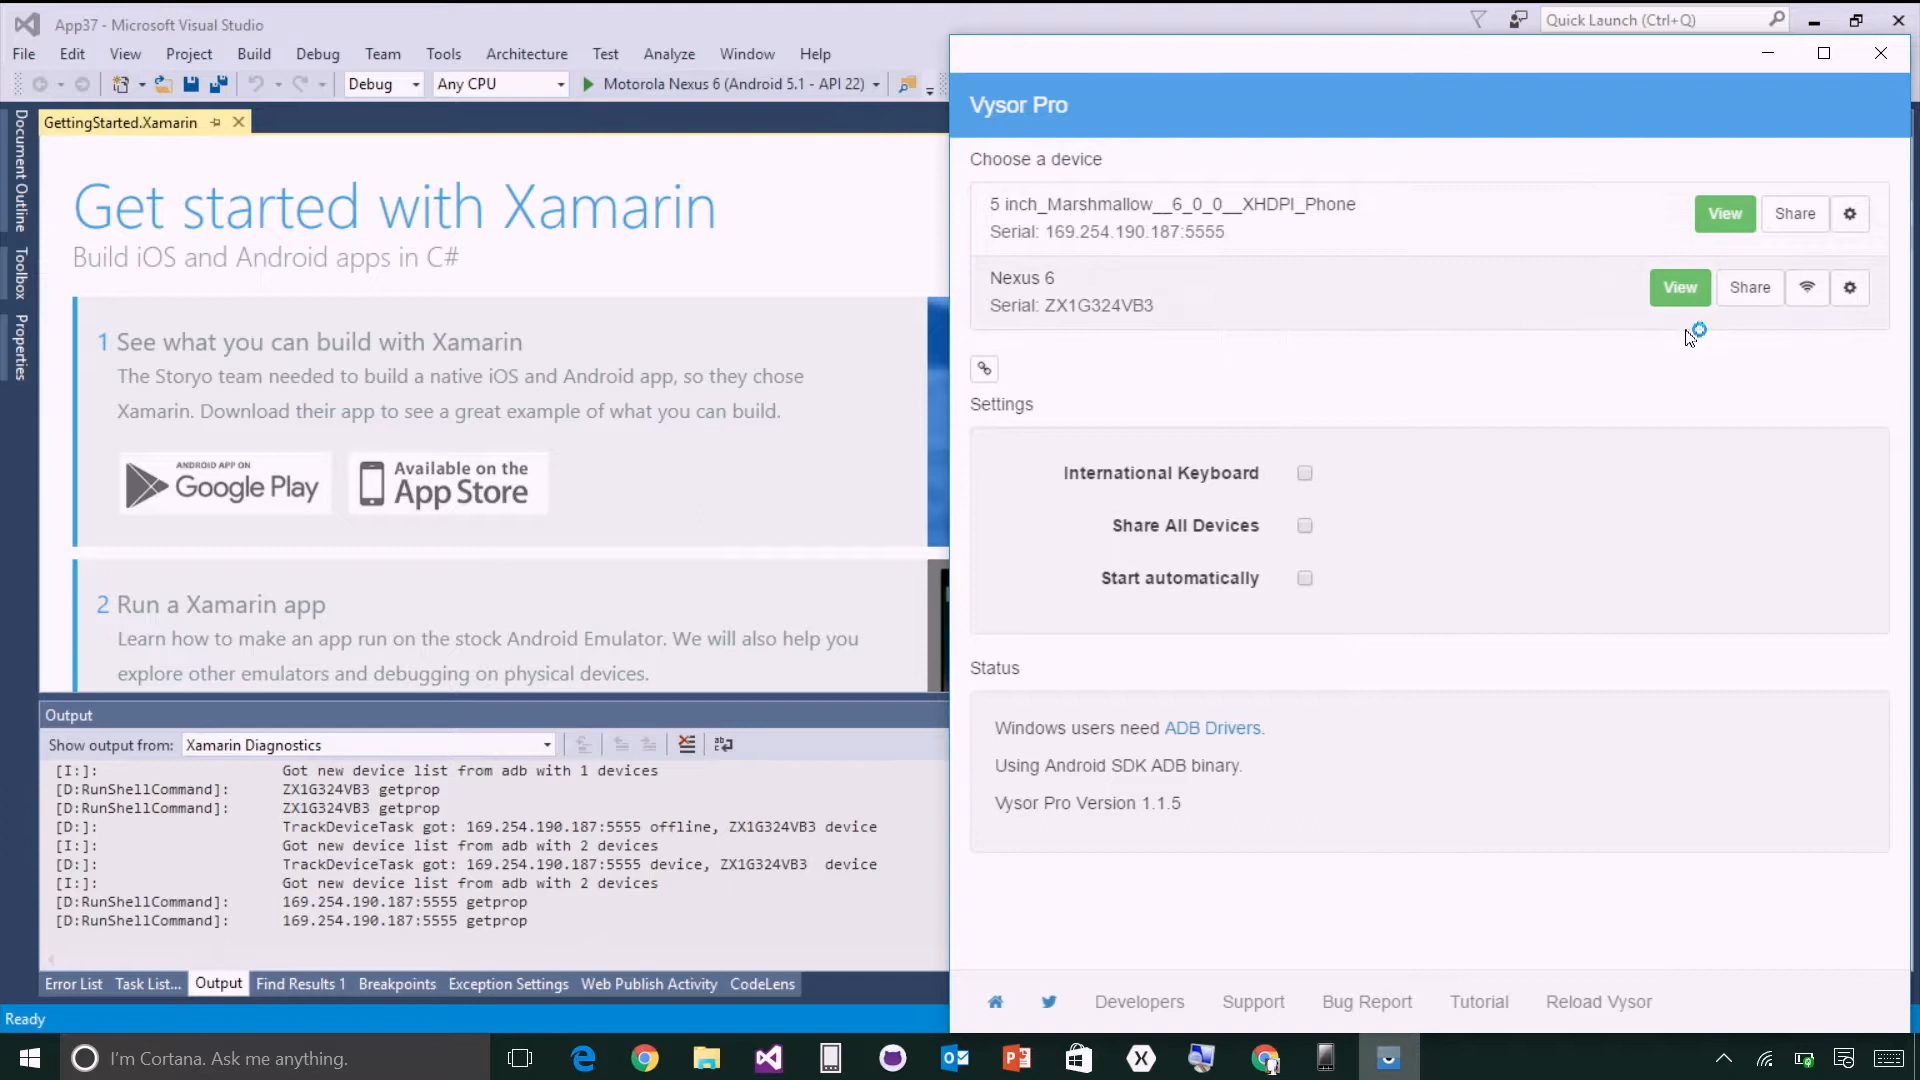 App37 - Microsoft Visual Studio
Quick Launch (Ctrl+Q)
File Edit View Project Build Debug Team Tools Architecture Test Analyze Window Help
Debug Any CPU Motorola Nexus 6 (Android 5.1 - API 22)
Document Outline
Toolbox
Properties
GettingStarted.Xamarin
Get started with Xamarin
Build iOS and Android apps in C#
1 See what you can build with Xamarin
The Storyo team needed to build a native iOS and Android app, so they chose
Xamarin. Download their app to see a great example of what you can build.
ANDROID APP ON
Google Play
Available on the
App Store
2 Run a Xamarin app
Learn how to make an app run on the stock Android Emulator. We will also help you
explore other emulators and debugging on physical devices.
Output
Show output from: Xamarin Diagnostics
[I:]: Got new device list from adb with 1 devices
[D:RunShellCommand]: ZX1G324VB3 getprop
[D:RunShellCommand]: ZX1G324VB3 getprop
[D:]: TrackDeviceTask got: 169.254.190.187:5555 offline, ZX1G324VB3 device
[I:]: Got new device list from adb with 2 devices
[D:]: TrackDeviceTask got: 169.254.190.187:5555 device, ZX1G324VB3 device
[I:]: Got new device list from adb with 2 devices
[D:RunShellCommand]: 169.254.190.187:5555 getprop
[D:RunShellCommand]: 169.254.190.187:5555 getprop
Error List Task List... Output Find Results 1 Breakpoints Exception Settings Web Publish Activity CodeLens
Ready
Vysor Pro
Choose a device
5 inch_Marshmallow__6_0_0__XHDPI_Phone
Serial: 169.254.190.187:5555
View Share
Nexus 6
Serial: ZX1G324VB3
View Share
Settings
International Keyboard
Share All Devices
Start automatically
Status
Windows users need ADB Drivers.
Using Android SDK ADB binary.
Vysor Pro Version 1.1.5
Developers Support Bug Report Tutorial Reload Vysor
I'm Cortana. Ask me anything.